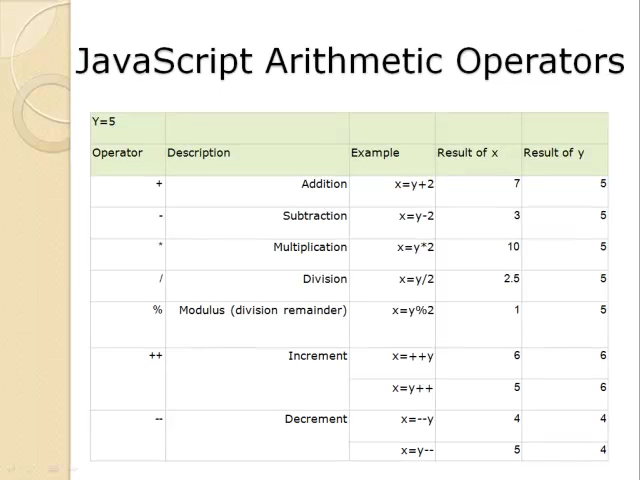 JavaScript Arithmetic Operators
Y=5
Operator Description Example Result of x Result of y
+ Addition x=y+2 7 5
- Subtraction x=y-2 3 5
* Multiplication x=y*2 10 5
/ Division x=y/2 2.5 5
% Modulus (division remainder) x=y%2 1 5
++ Increment x=++y 6 6
x=y++ 5 6
-- Decrement x=--y 4 4
x=y-- 5 4